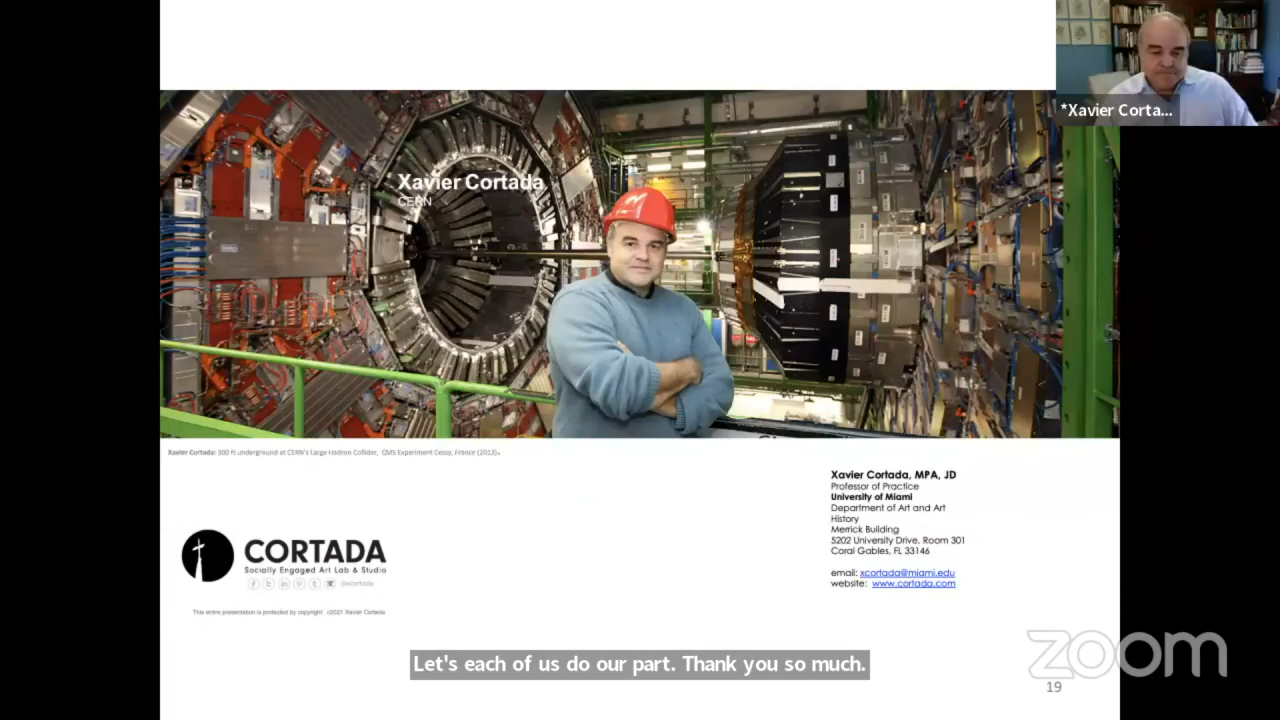 *Xavier Corta...
Xavier Cortada
CERN
Xavier Cortada: 300 ft underground at CERN's Large Hadron Collider, CMS Experiment Cessy, France (2013).
Xavier Cortada, MPA, JD
Professor of Practice
University of Miami
Department of Art and Art
History
Merrick Building
5202 University Drive, Room 301
Coral Gables, FL 33146
email: xcortada@miami.edu
website: www.cortada.com
CORTADA
Socially Engaged Art Lab & Studio
@xcortada
This entire presentation is protected by copyright. ©2021 Xavier Cortada
Let's each of us do our part. Thank you so much.
zoom
19